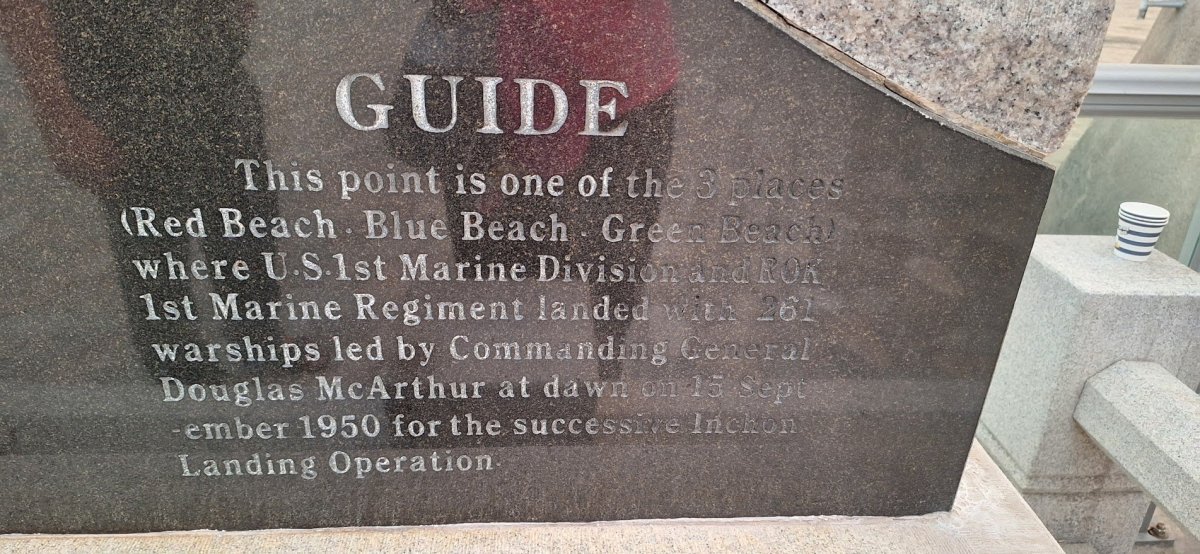 GUIDE
This point is one of the 3 places
(Red Beach · Blue Beach · Green Beach)
where U.S.1st Marine Division and ROK
1st Marine Regiment landed with 261
warships led by Commanding General
Douglas McArthur at dawn on 15 Sept
-ember 1950 for the successive Inchon
Landing Operation.